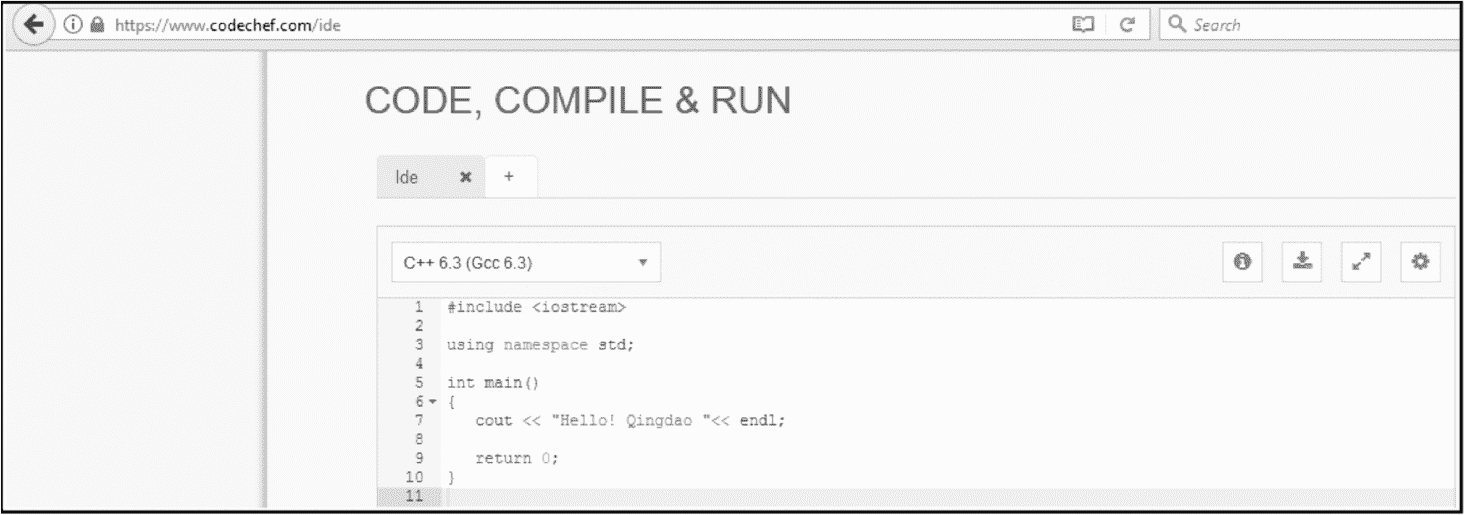 https://www.codechef.com/ide
Search
CODE, COMPILE & RUN
Ide
+
C++ 6.3 (Gcc 6.3)
1 #include <iostream>
2
3 using namespace std;
4
5 int main()
6 {
7 cout << "Hello! Qingdao "<< endl;
8
9 return 0;
10 }
11